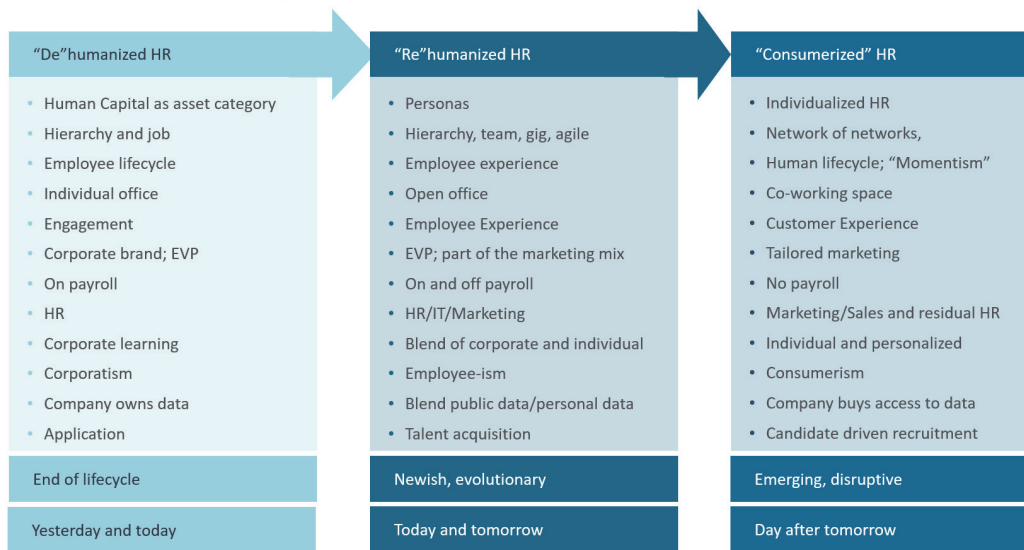 “De”humanized HR
Human Capital as asset category
Hierarchy and job
Employee lifecycle
Individual office
Engagement
Corporate brand; EVP
On payroll
HR
Corporate learning
Corporatism
Company owns data
Application
End of lifecycle
Yesterday and today
“Re”humanized HR
Personas
Hierarchy, team, gig, agile
Employee experience
Open office
Employee Experience
EVP; part of the marketing mix
On and off payroll
HR/IT/Marketing
Blend of corporate and individual
Employee-ism
Blend public data/personal data
Talent acquisition
Newish, evolutionary
Today and tomorrow
“Consumerized” HR
Individualized HR
Network of networks,
Human lifecycle; “Momentism”
Co-working space
Customer Experience
Tailored marketing
No payroll
Marketing/Sales and residual HR
Individual and personalized
Consumerism
Company buys access to data
Candidate driven recruitment
Emerging, disruptive
Day after tomorrow